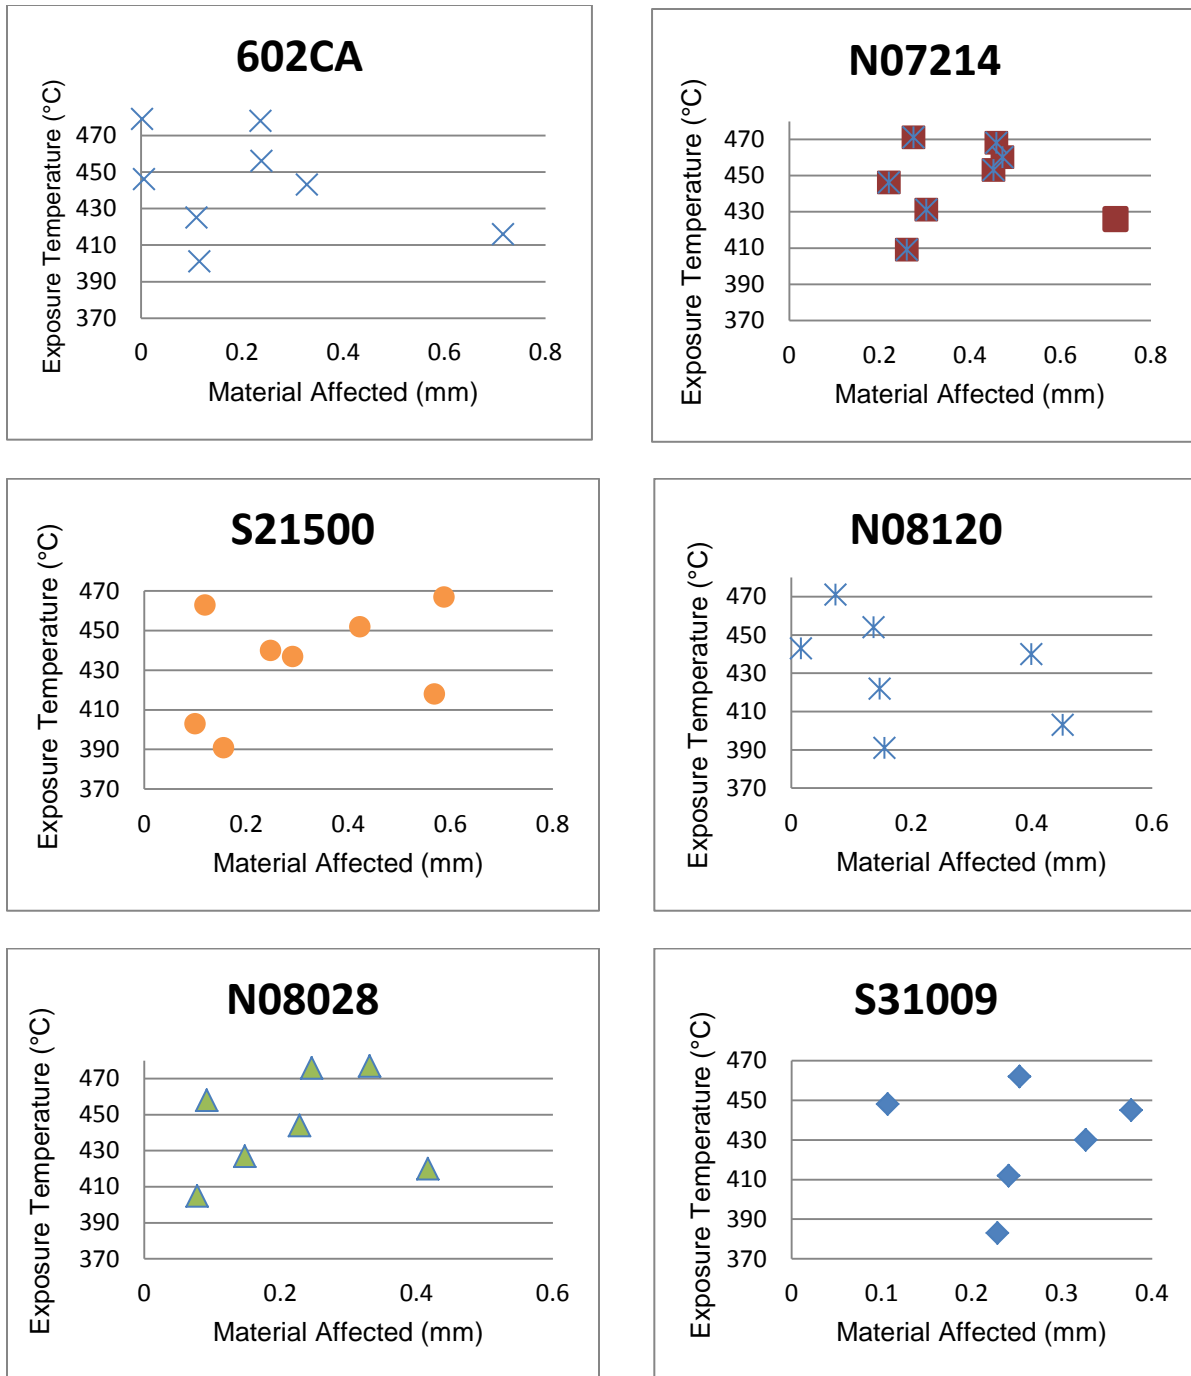 602CA
Exposure Temperature (°C)
470
450
430
410
390
370
0 0.2 0.4 0.6 0.8
Material Affected (mm)
N07214
Exposure Temperature (°C)
470
450
430
410
390
370
0 0.2 0.4 0.6 0.8
Material Affected (mm)
S21500
Exposure Temperature (°C)
470
450
430
410
390
370
0 0.2 0.4 0.6 0.8
Material Affected (mm)
N08120
Exposure Temperature (°C)
470
450
430
410
390
370
0 0.2 0.4 0.6
Material Affected (mm)
N08028
Exposure Temperature (°C)
470
450
430
410
390
370
0 0.2 0.4 0.6
Material Affected (mm)
S31009
Exposure Temperature (°C)
470
450
430
410
390
370
0 0.1 0.2 0.3 0.4
Material Affected (mm)